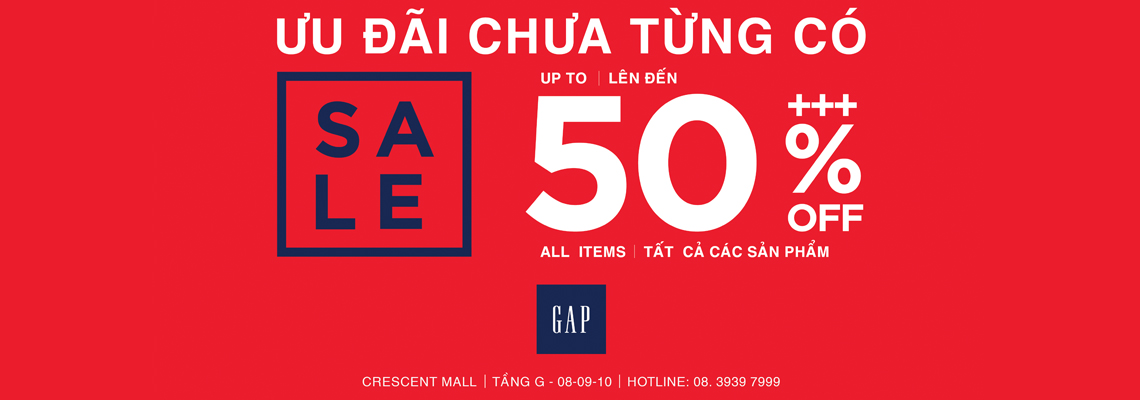 ƯU ĐÃI CHƯA TỪNG CÓ
SA
LE
UP TO | LÊN ĐẾN
50 +++ % OFF
ALL ITEMS | TẤT CẢ CÁC SẢN PHẨM
GAP
CRESCENT MALL | TẦNG G - 08-09-10 | HOTLINE: 08. 3939 7999